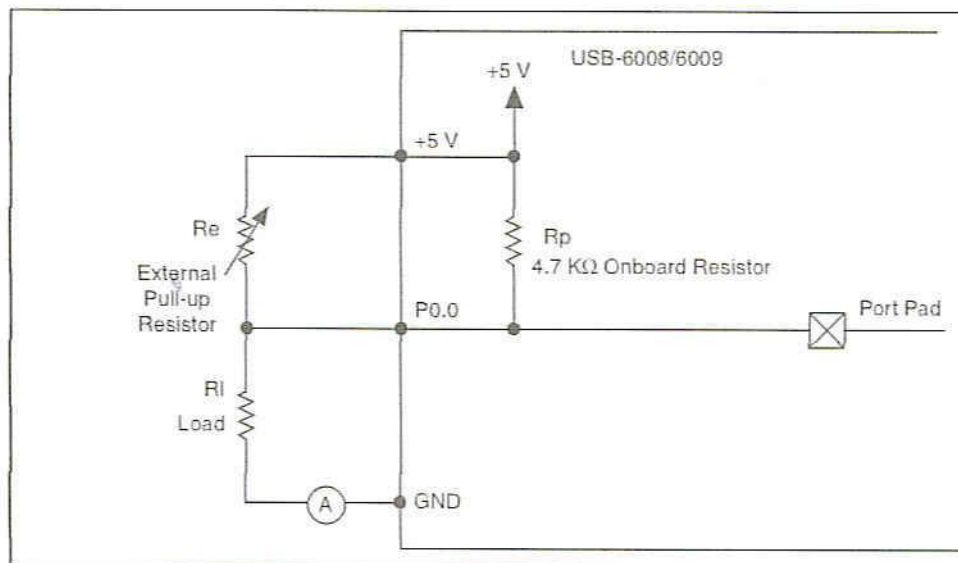 USB-6008/6009
+5 V
+5 V
Re
External
Pull-up
Resistor
Rp
4.7 KΩ Onboard Resistor
P0.0
Port Pad
Rl
Load
A
GND